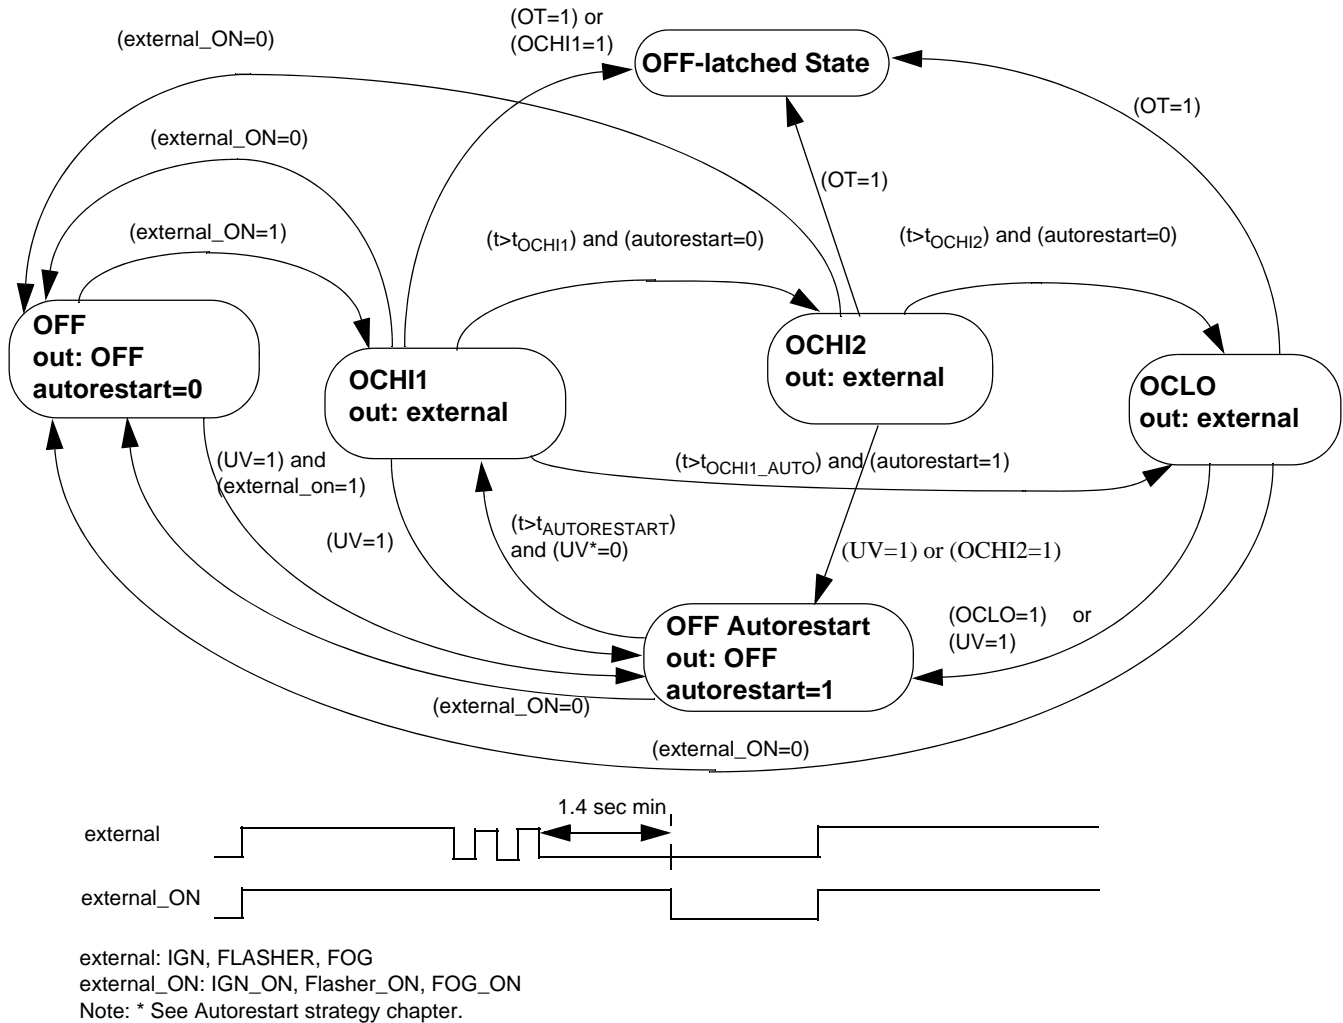 (external_ON=0)
(OT=1) or
(OCHI1=1)
OFF-latched State
(OT=1)
(external_ON=0)
(OT=1)
(external_ON=1)
(t>tOCHI1) and (autorestart=0)
(t>tOCHI2) and (autorestart=0)
OFF
out: OFF
autorestart=0
OCHI1
out: external
OCHI2
out: external
OCLO
out: external
(UV=1) and
(external_on=1)
(t>tOCHI1_AUTO) and (autorestart=1)
(UV=1)
(t>tAUTORESTART)
and (UV*=0)
(UV=1) or (OCHI2=1)
OFF Autorestart
out: OFF
autorestart=1
(OCLO=1) or
(UV=1)
(external_ON=0)
(external_ON=0)
1.4 sec min
external
external_ON
external: IGN, FLASHER, FOG
external_ON: IGN_ON, Flasher_ON, FOG_ON
Note: * See Autorestart strategy chapter.